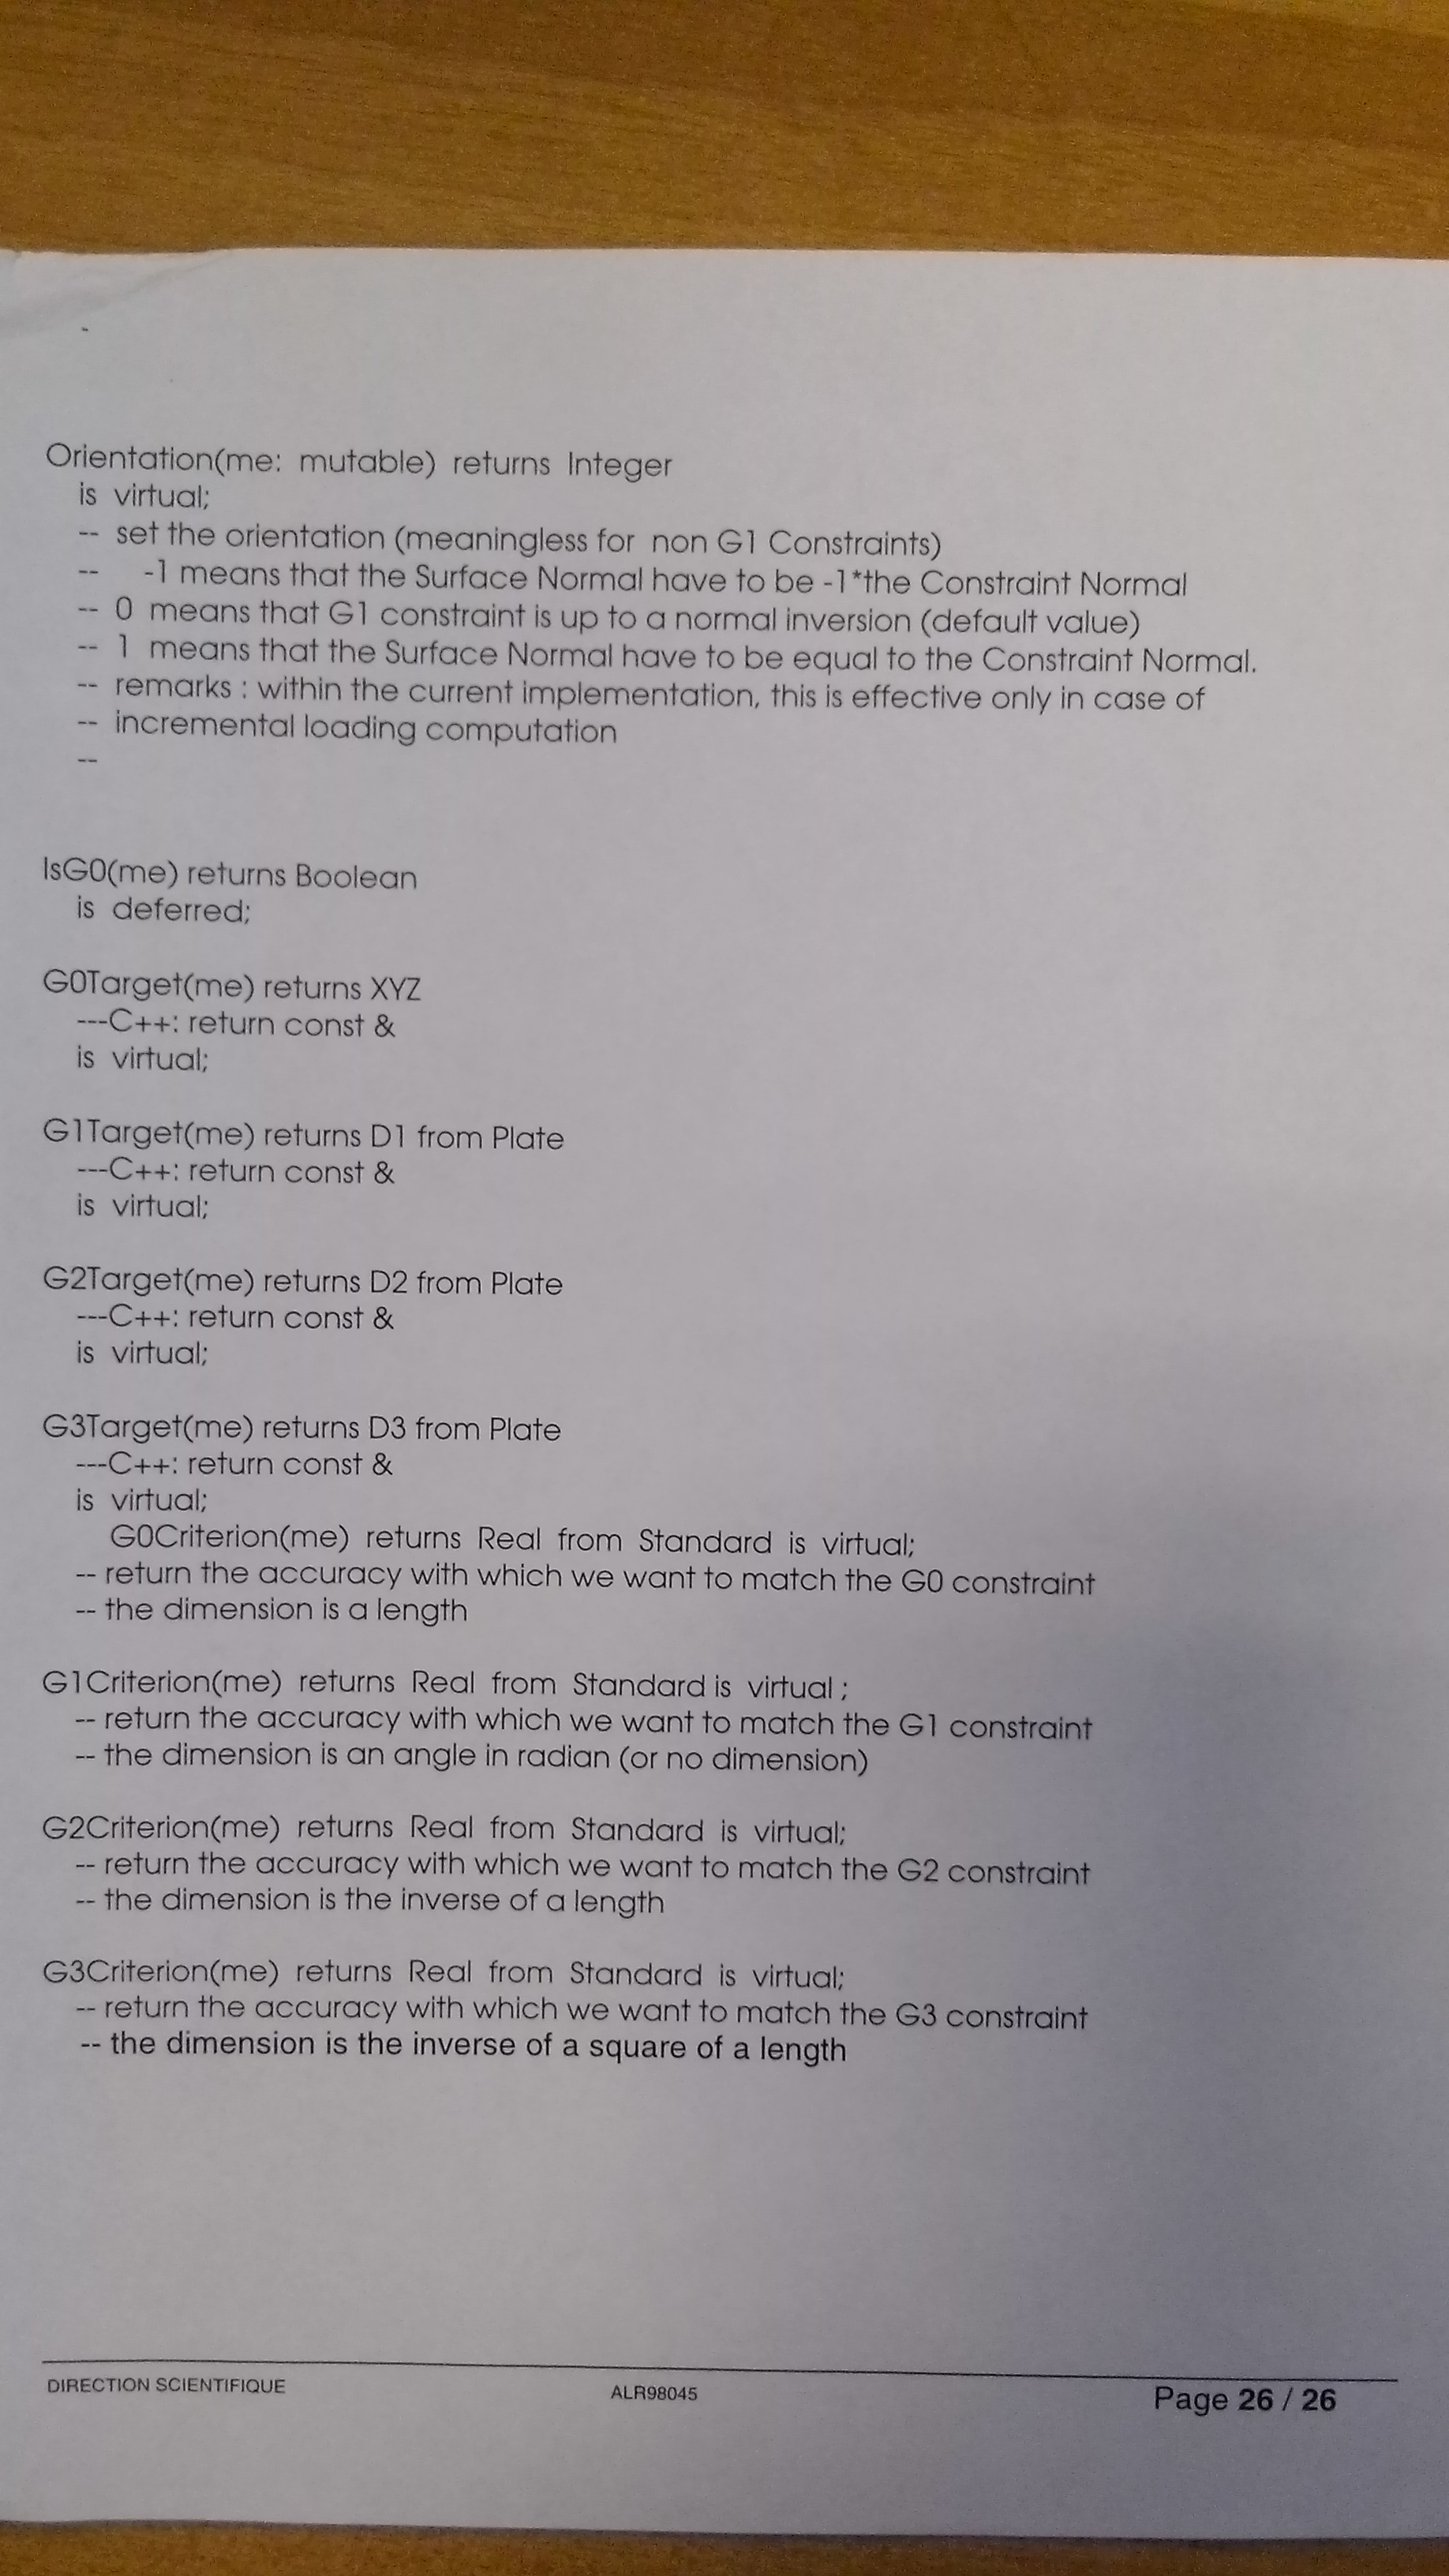 Orientation(me: mutable) returns Integer
is virtual;
-- set the orientation (meaningless for non G1 Constraints)
-- -1 means that the Surface Normal have to be -1*the Constraint Normal
-- 0 means that G1 constraint is up to a normal inversion (default value)
-- 1 means that the Surface Normal have to be equal to the Constraint Normal.
-- remarks : within the current implementation, this is effective only in case of
-- incremental loading computation
--
IsG0(me) returns Boolean
is deferred;
G0Target(me) returns XYZ
---C++: return const &
is virtual;
G1Target(me) returns D1 from Plate
---C++: return const &
is virtual;
G2Target(me) returns D2 from Plate
---C++: return const &
is virtual;
G3Target(me) returns D3 from Plate
---C++: return const &
is virtual;
G0Criterion(me) returns Real from Standard is virtual;
-- return the accuracy with which we want to match the G0 constraint
-- the dimension is a length
G1Criterion(me) returns Real from Standard is virtual ;
-- return the accuracy with which we want to match the G1 constraint
-- the dimension is an angle in radian (or no dimension)
G2Criterion(me) returns Real from Standard is virtual;
-- return the accuracy with which we want to match the G2 constraint
-- the dimension is the inverse of a length
G3Criterion(me) returns Real from Standard is virtual;
-- return the accuracy with which we want to match the G3 constraint
-- the dimension is the inverse of a square of a length
DIRECTION SCIENTIFIQUE ALR98045 Page 26 / 26